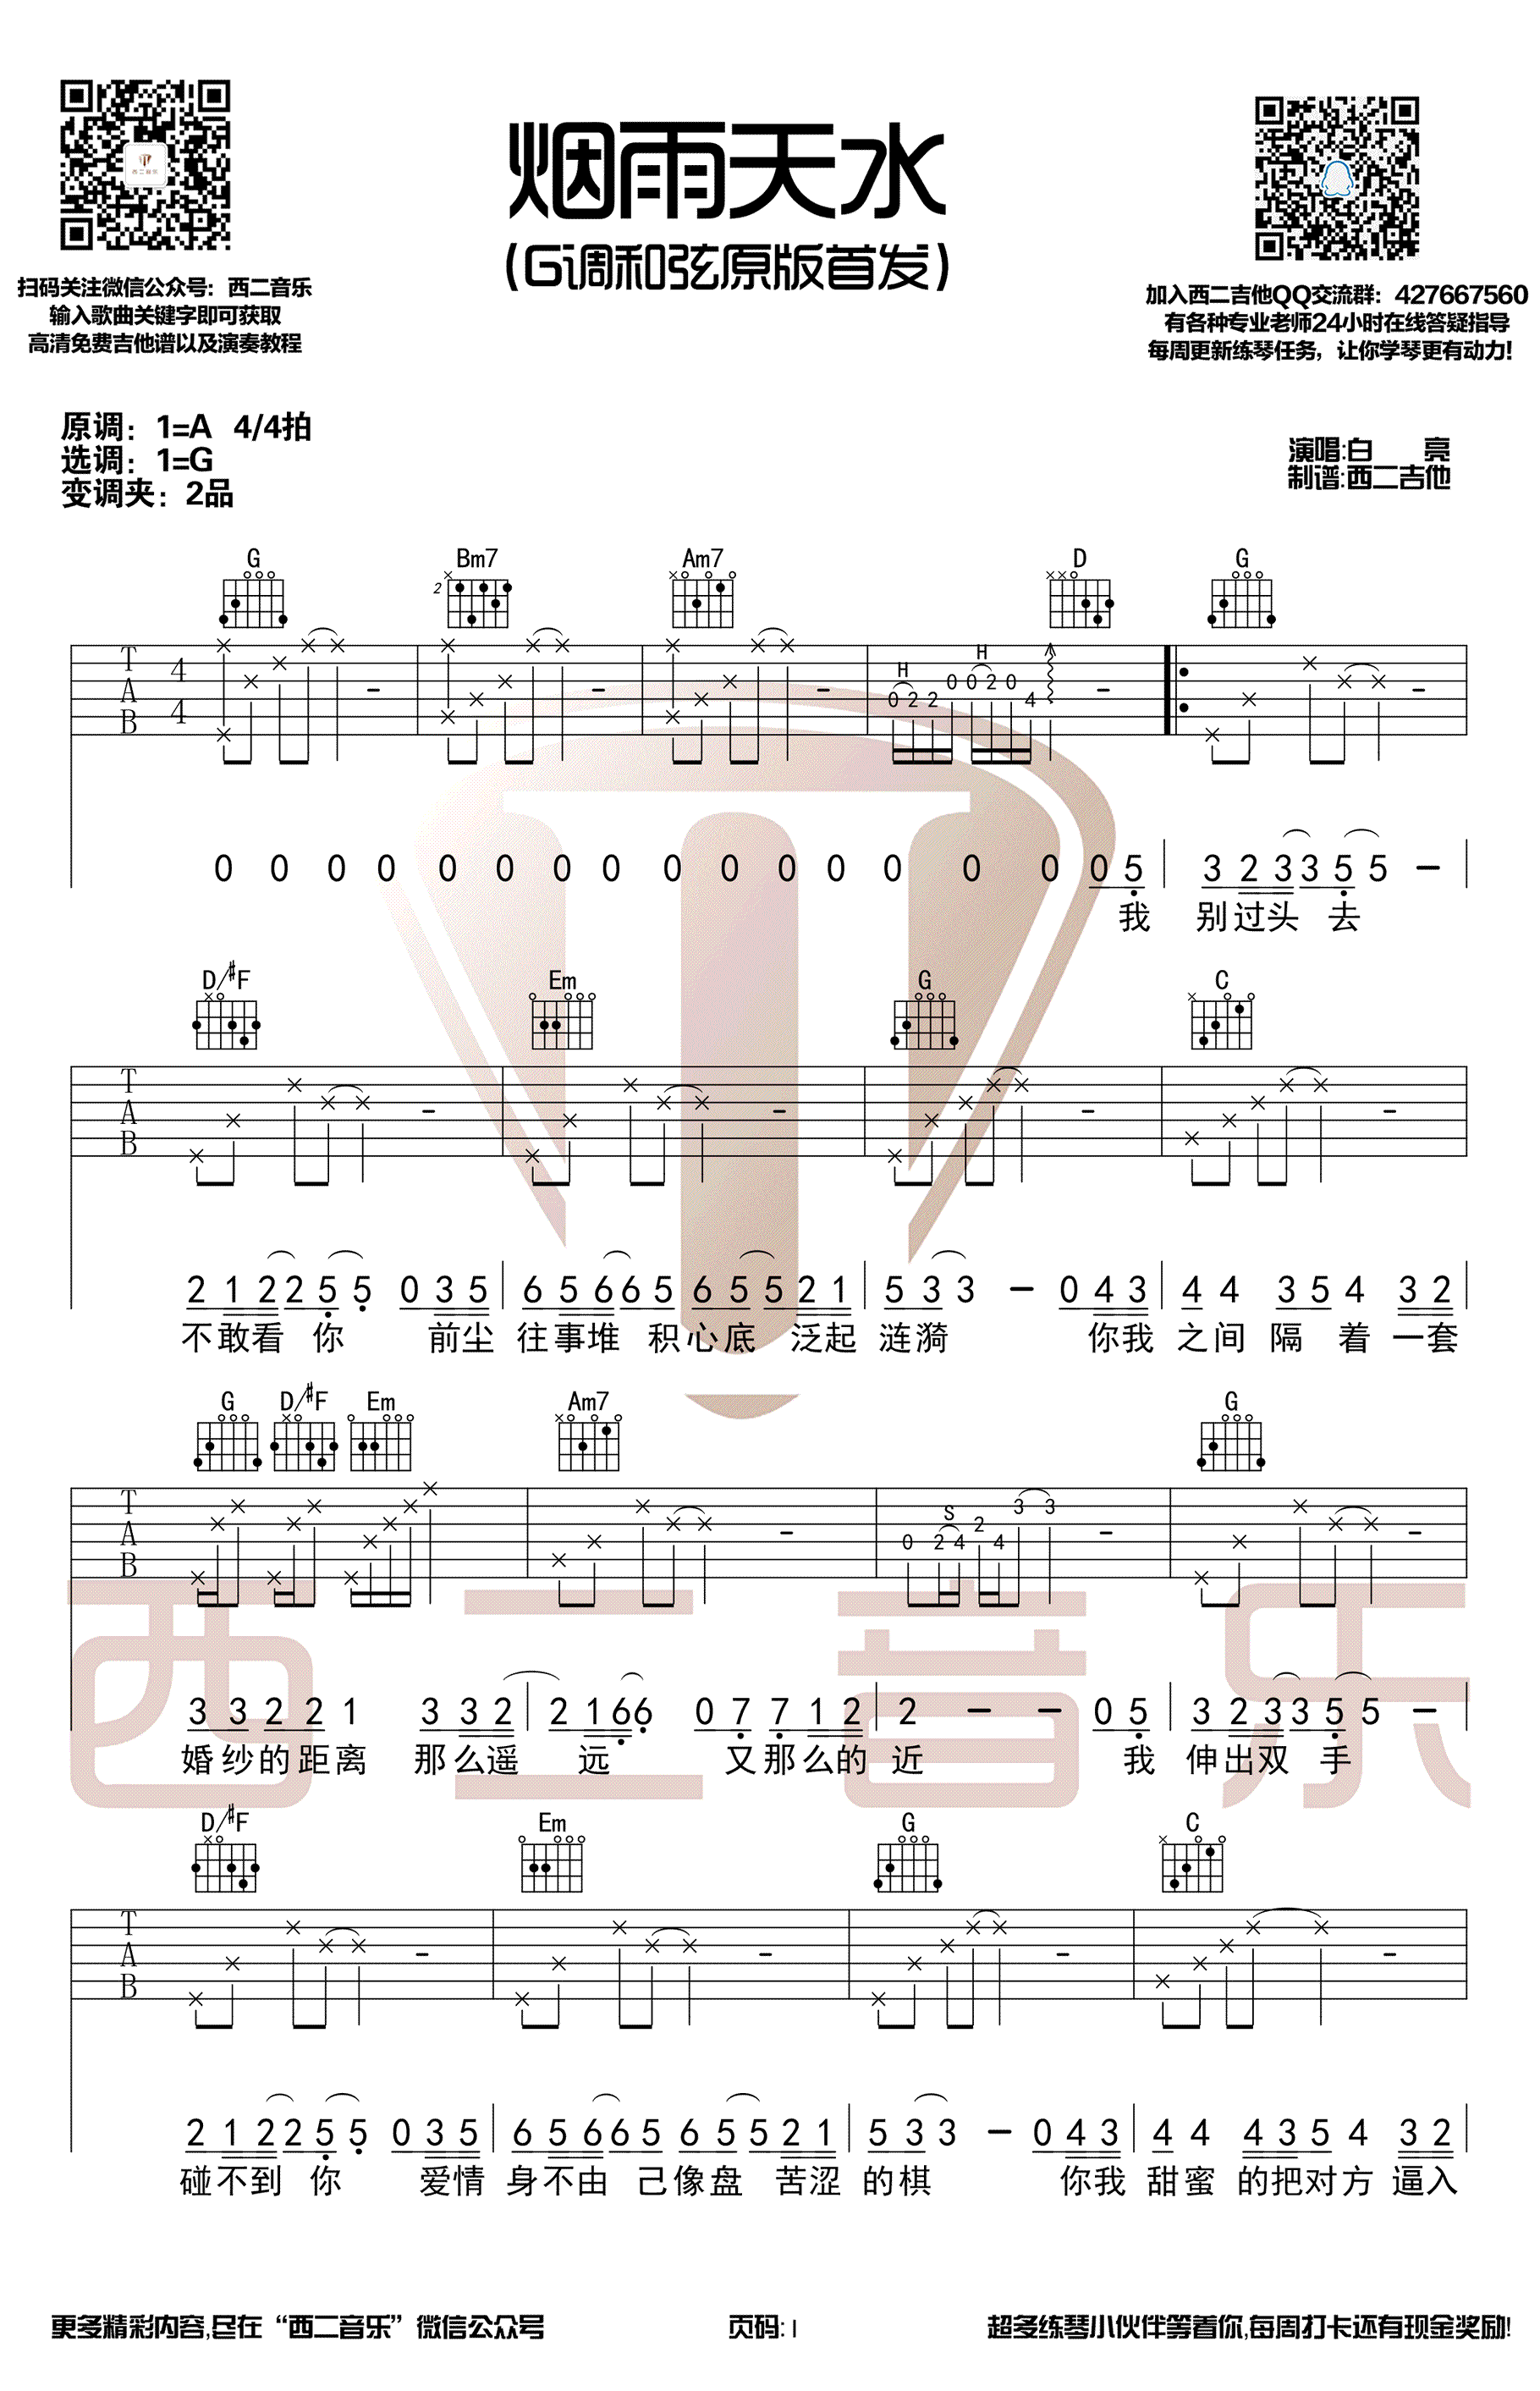 烟雨天水
(G调和弦原版首发)
西二音乐
扫码关注微信公众号：西二音乐
输入歌曲关键字即可获取
高清免费吉他谱以及演奏教程
加入西二吉他QQ交流群：427667560
有各种专业老师24小时在线答疑指导
每周更新练琴任务，让你学琴更有动力！
原调：1=A 4/4拍
选调：1=G
变调夹：2品
演唱:白 亮
制谱:西二吉他
G Bm7 Am7 D G
2
T A B 4 4
H H
0 2 2 0 0 2 0 4
0 0 0 0 0 0 0 0 0 0 0 0 0 0 0 0 5 3 2 3 3 5 5 -
我 别过头 去
D/#F Em G C
T A B
2 1 2 2 5 5 0 3 5 6 5 6 6 5 6 5 5 2 1 5 3 3 - 0 4 3 4 4 3 5 4 3 2
不敢看 你 前尘 往事堆 积心底 泛起 涟漪 你我 之间 隔 着 一套
G D/#F Em Am7 G
T A B
S
0 2 4 2 4 3 3
3 3 2 2 1 3 3 2 2 1 6 6 0 7 7 1 2 2 - - 0 5 3 2 3 3 5 5 -
婚纱的距离 那么遥 远 又那么的 近 我 伸出双 手
西二音乐
D/#F Em G C
T A B
2 1 2 2 5 5 0 3 5 6 5 6 6 5 6 5 5 2 1 5 3 3 - 0 4 3 4 4 4 3 5 4 3 2
碰不到 你 爱情 身不由 己像盘 苦涩 的棋 你我 甜蜜 的把对方 逼入
更多精彩内容,尽在“西二音乐”微信公众号 页码:1 超多练琴小伙伴等着你,每周打卡还有现金奖励!